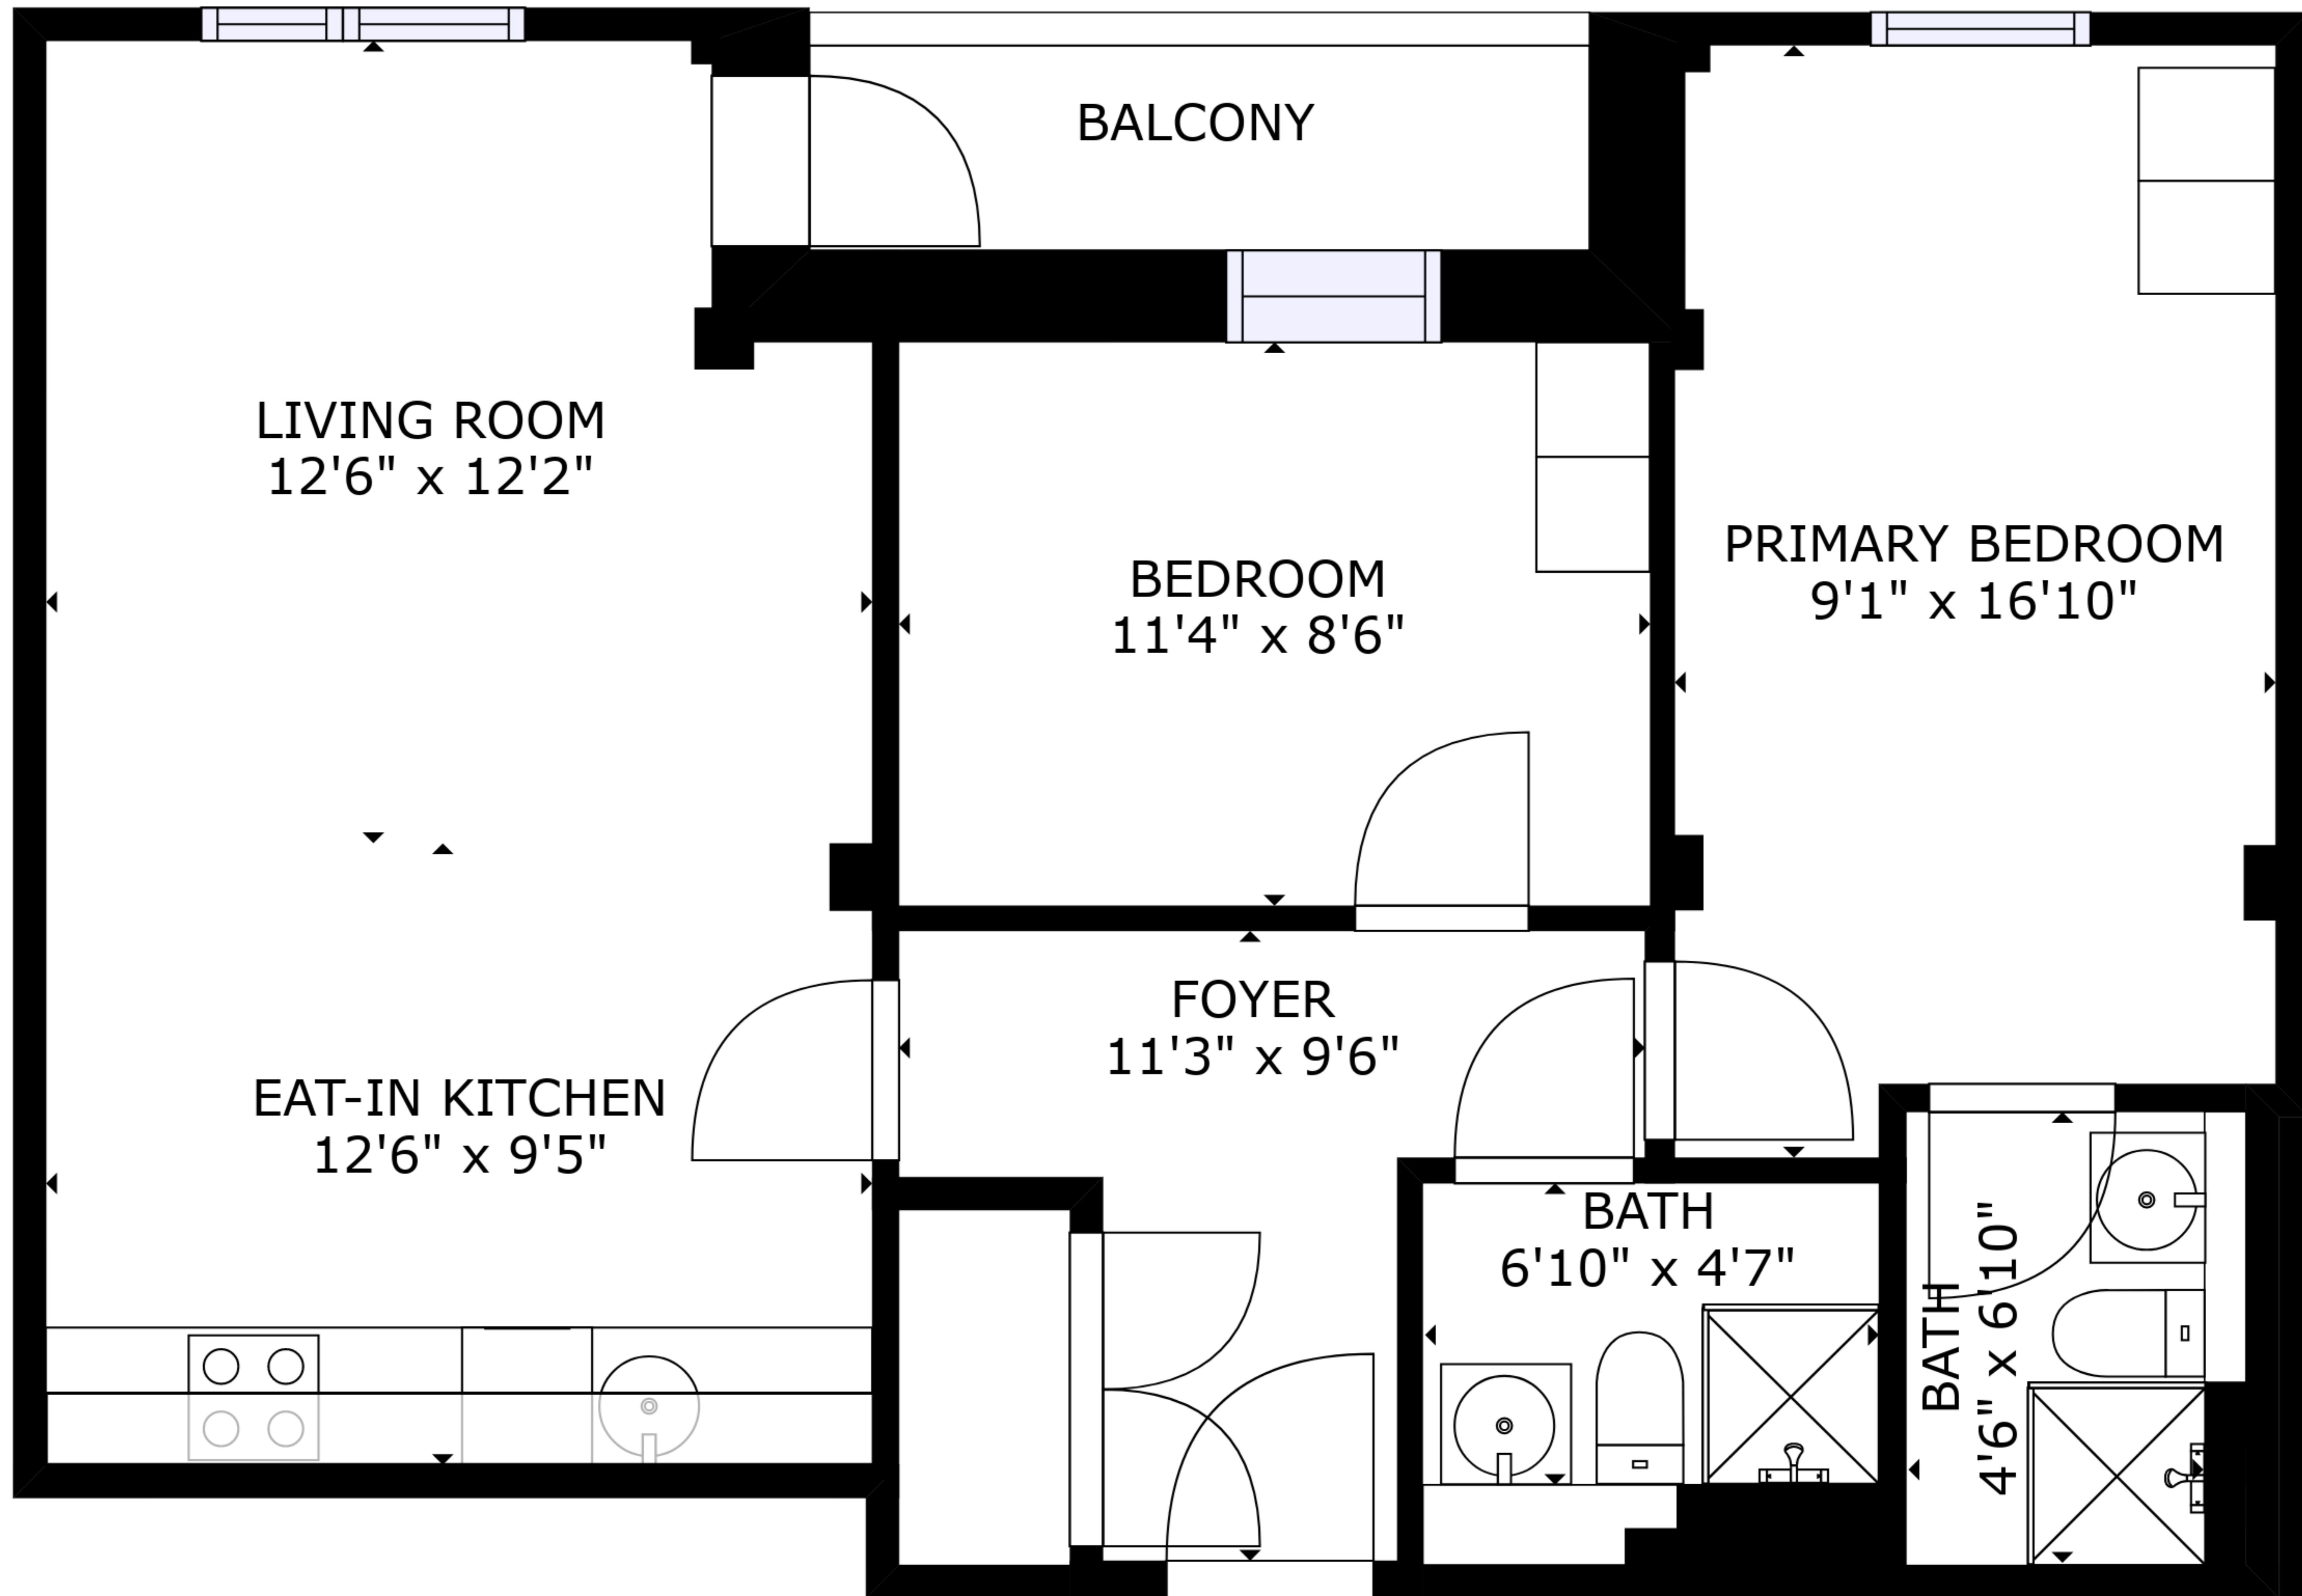 BALCONY
LIVING ROOM
12'6" x 12'2"
PRIMARY BEDROOM
9'1" x 16'10"
BEDROOM
11'4" x 8'6"
FOYER
11'3" x 9'6"
EAT-IN KITCHEN
12'6" x 9'5"
BATH
6'10" x 4'7"
BATH
4'6" x 6'10"